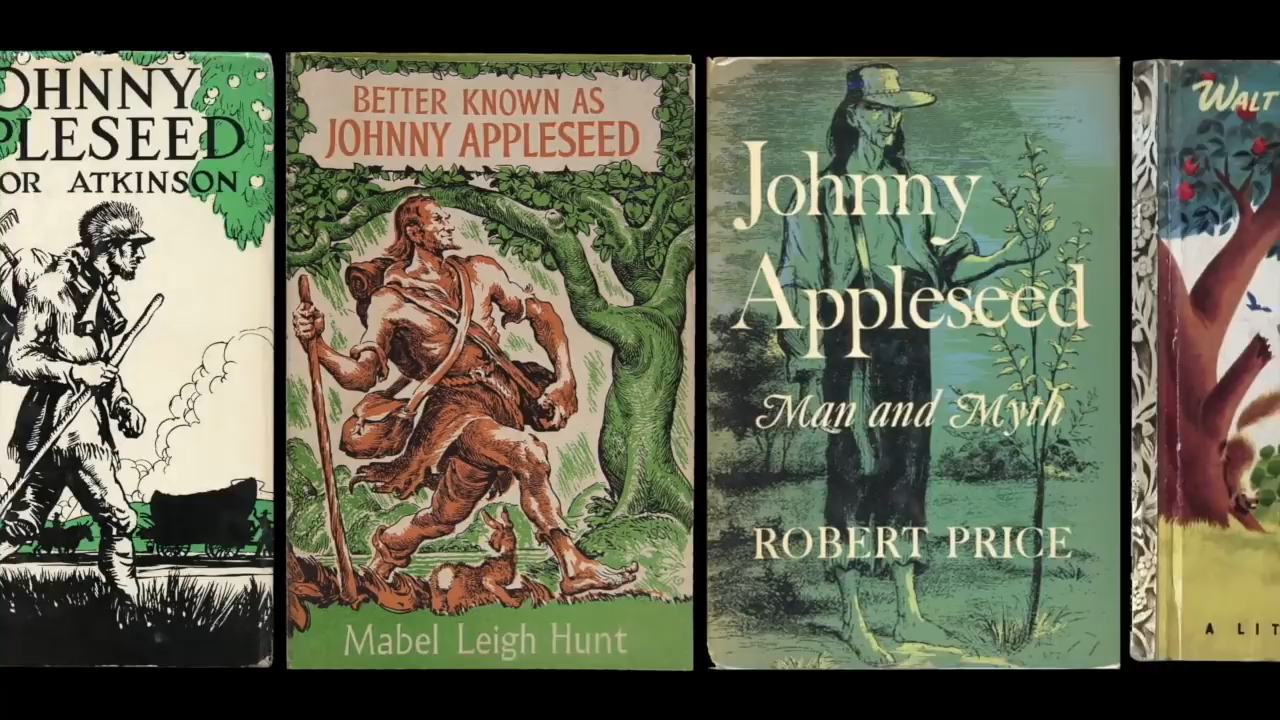 OHNNY
PLESEED
OR ATKINSON
BETTER KNOWN AS
JOHNNY APPLESEED
Mabel Leigh Hunt
Johnny
Appleseed
Man and Myth
ROBERT PRICE
WALT
A LIT